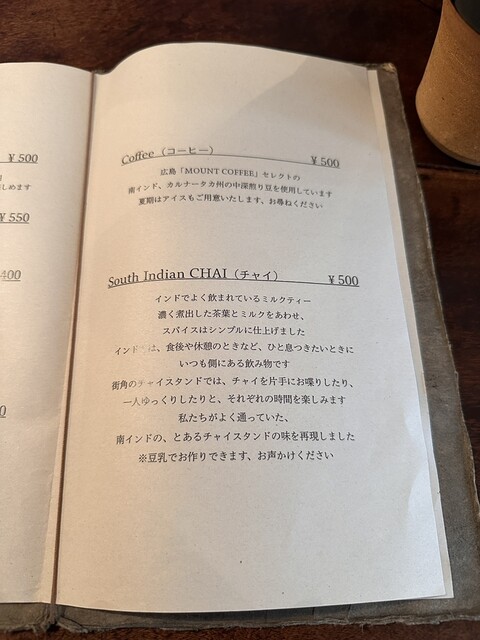 ¥500
しめます
¥550
400
0
Coffee（コーヒー） ¥500
広島「MOUNT COFFEE」セレクトの
南インド、カルナータカ州の中深煎り豆を使用しています
夏期はアイスもご用意いたします、お尋ねください
South Indian CHAI（チャイ） ¥500
インドでよく飲まれているミルクティー
濃く煮出した茶葉とミルクをあわせ、
スパイスはシンプルに仕上げました
インドでは、食後や休憩のときなど、ひと息つきたいときに
いつも側にある飲み物です
街角のチャイスタンドでは、チャイを片手にお喋りしたり、
一人ゆっくりしたりと、それぞれの時間を楽しみます
私たちがよく通っていた、
南インドの、とあるチャイスタンドの味を再現しました
※豆乳でお作りできます、お声かけください